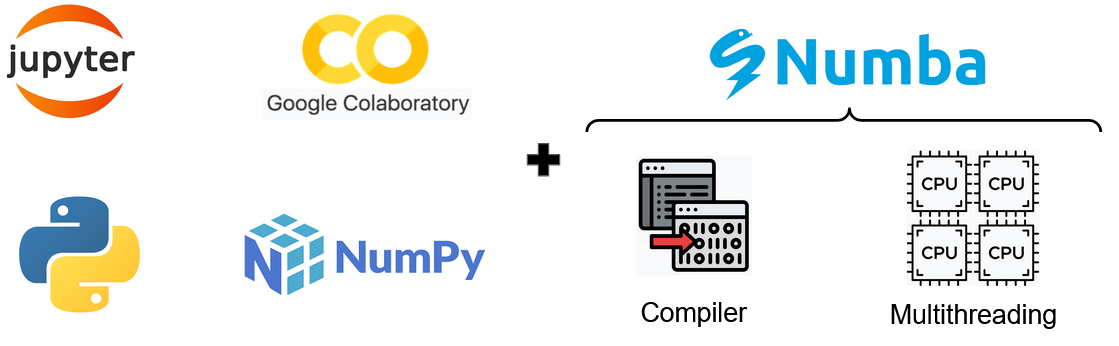 jupyter
Google Colaboratory
Numba
NumPy
CPU CPU
CPU CPU
Compiler
Multithreading